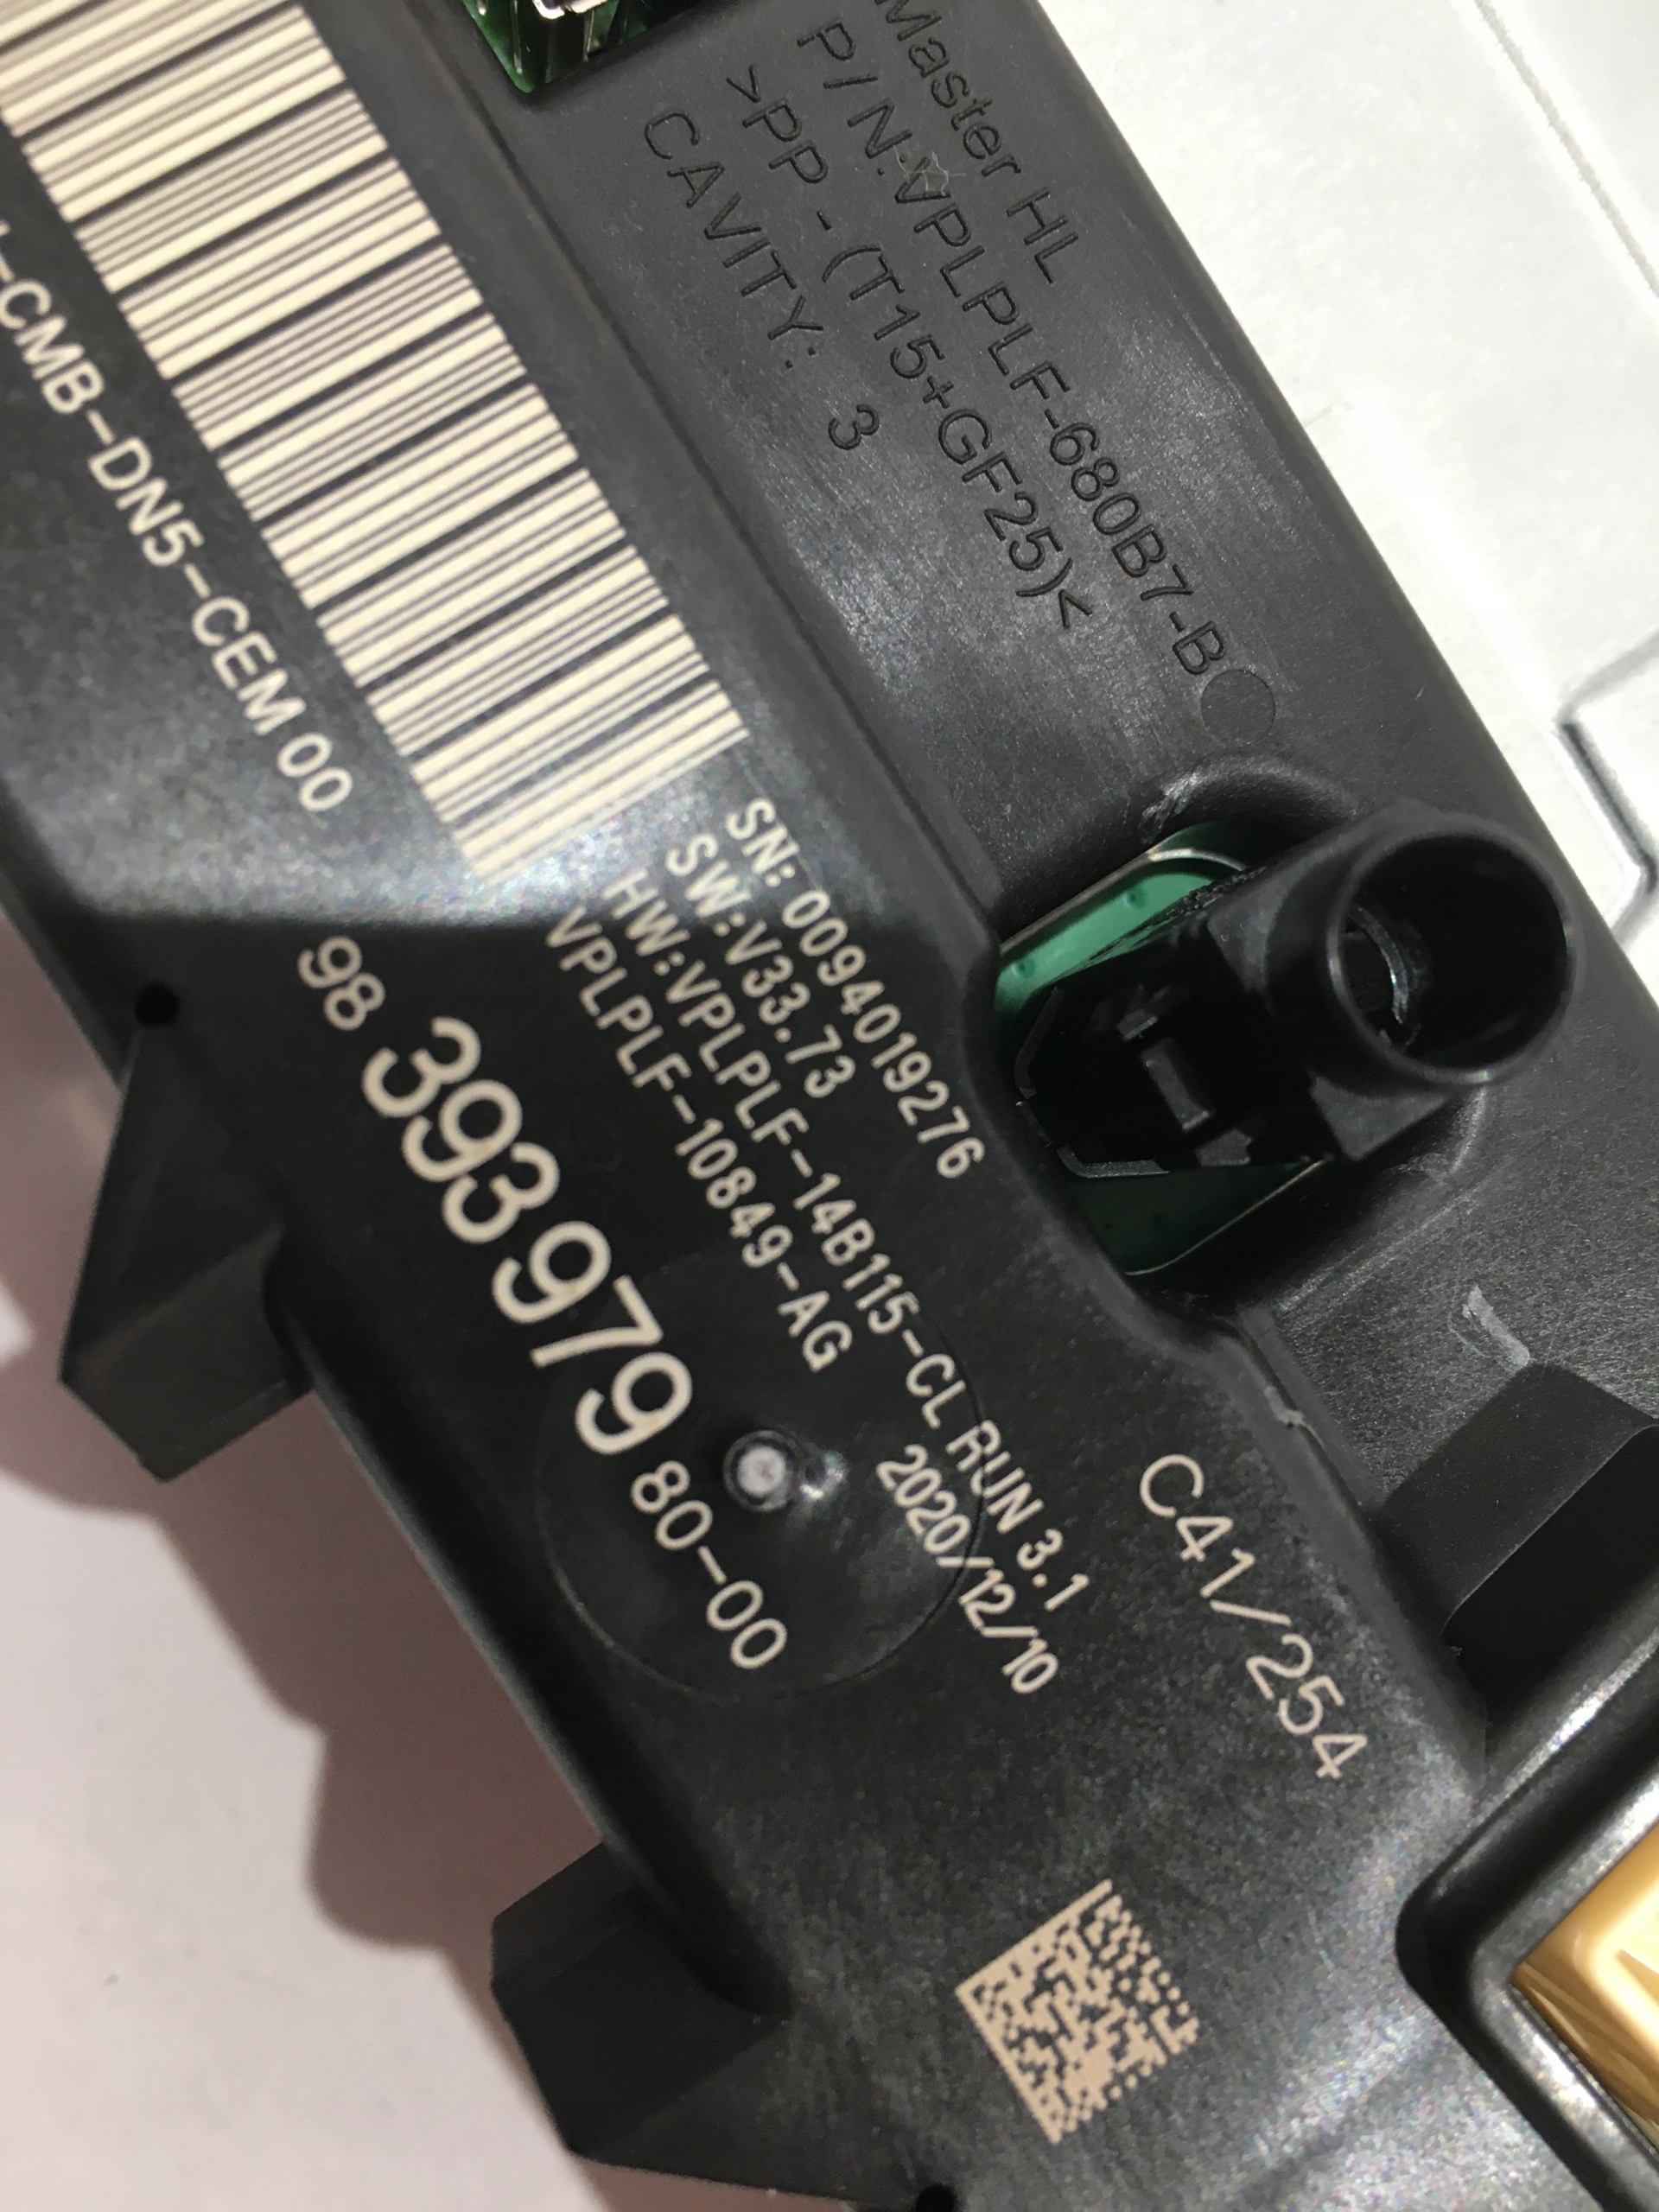 Master HL
P/N:VPLPLF-680B7-B
>PP-(T15+GF25)<
CAVITY: 3
-CMB-DN5-CEM 00
SN: 0094019276
SW:V33.73
HW:VPLPLF-14B115-CL RUN 3.1
VPLPLF-10849-AG 2020/12/10
98 393979 80-00
C41/254